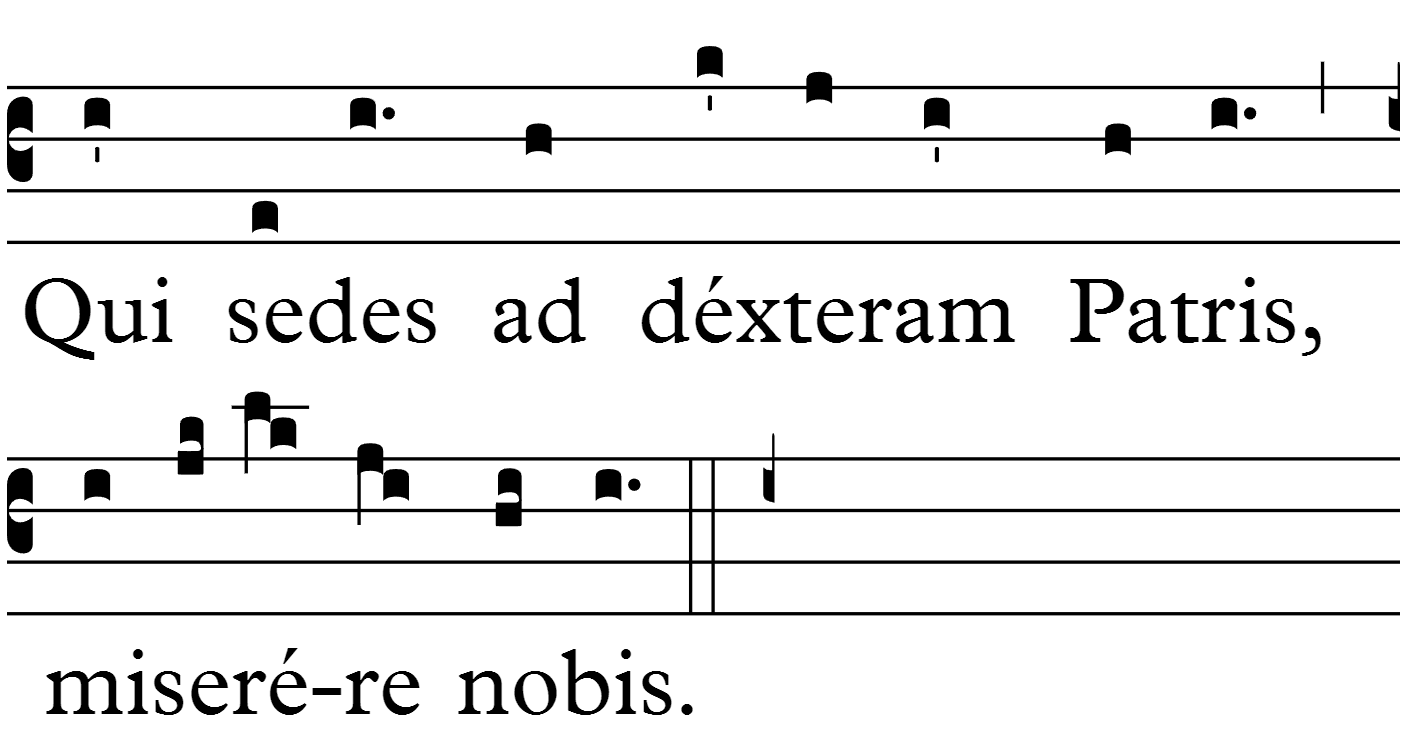 Qui sedes ad déxteram Patris,
miseré-re nobis.